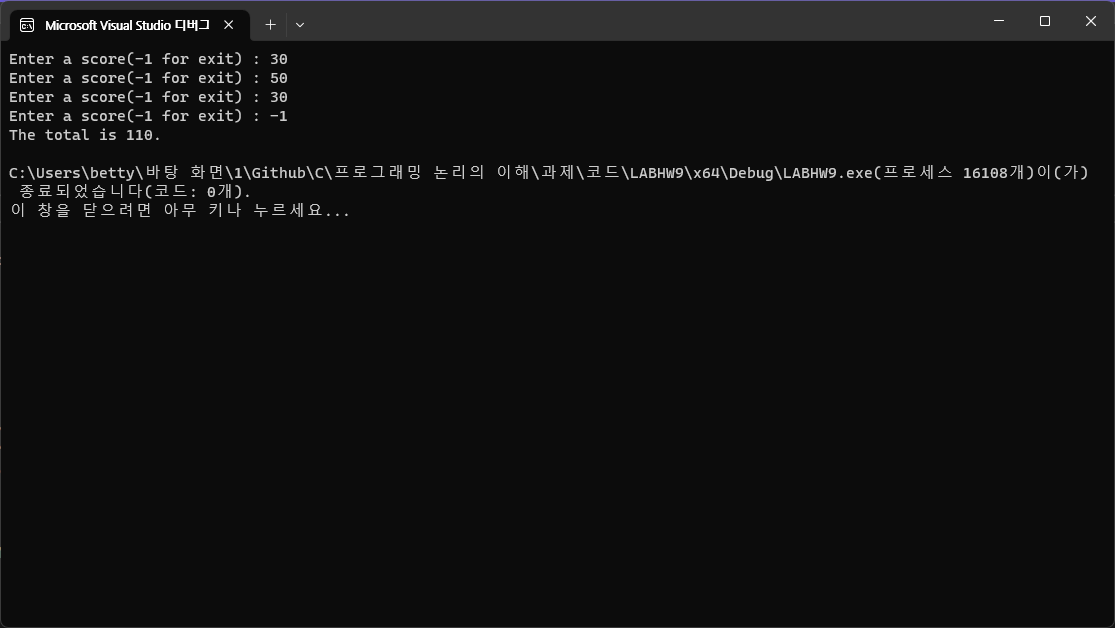 Microsoft Visual Studio 디버그
Enter a score(-1 for exit) : 30
Enter a score(-1 for exit) : 50
Enter a score(-1 for exit) : 30
Enter a score(-1 for exit) : -1
The total is 110.
C:\Users\betty\바탕 화면\1\Github\C\프로그래밍 논리의 이해\과제\코드\LABHW9\x64\Debug\LABHW9.exe(프로세스 16108개)이(가)
종료되었습니다(코드: 0개).
이 창을 닫으려면 아무 키나 누르세요...